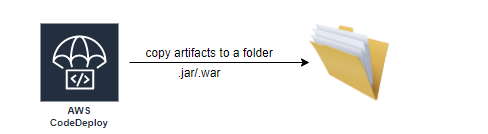 copy artifacts to a folder
.jar/.war
</>
AWS
CodeDeploy